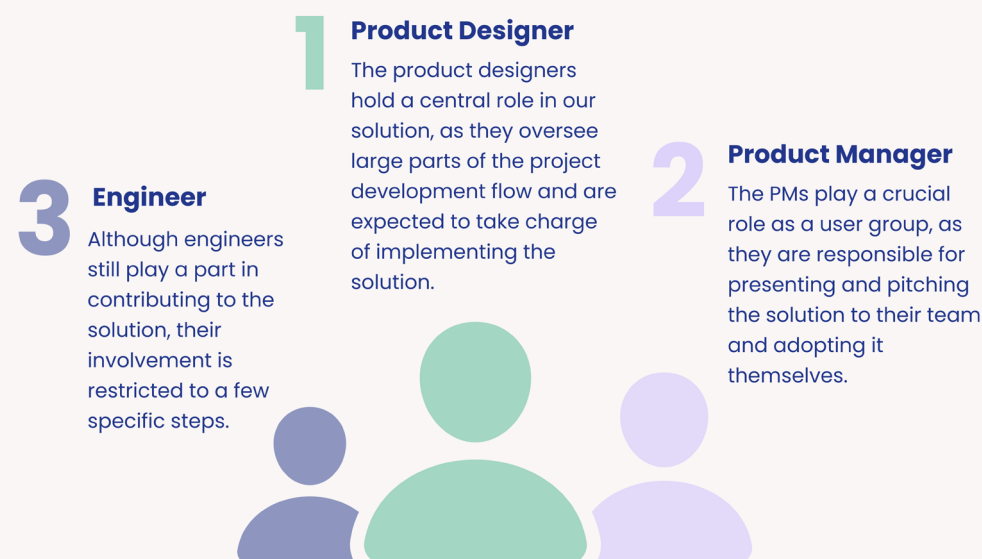 1
Product Designer
The product designers
hold a central role in our
solution, as they oversee
large parts of the project
development flow and are
expected to take charge
of implementing the
solution.
2
Product Manager
The PMs play a crucial
role as a user group, as
they are responsible for
presenting and pitching
the solution to their team
and adopting it
themselves.
3
Engineer
Although engineers
still play a part in
contributing to the
solution, their
involvement is
restricted to a few
specific steps.